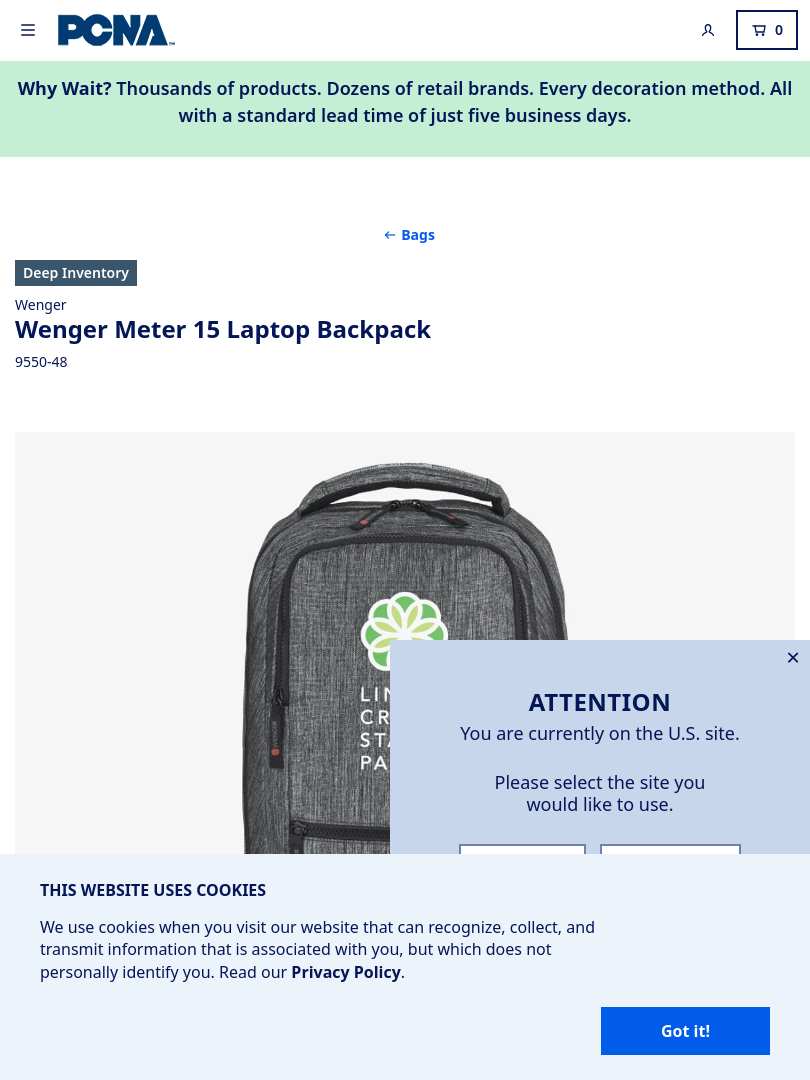 PCNA
0
Why Wait? Thousands of products. Dozens of retail brands. Every decoration method. All
with a standard lead time of just five business days.
← Bags
Deep Inventory
Wenger
Wenger Meter 15 Laptop Backpack
9550-48
LIN
CR
STA
PA
ATTENTION
You are currently on the U.S. site.
Please select the site you
would like to use.
THIS WEBSITE USES COOKIES
We use cookies when you visit our website that can recognize, collect, and
transmit information that is associated with you, but which does not
personally identify you. Read our Privacy Policy.
Got it!